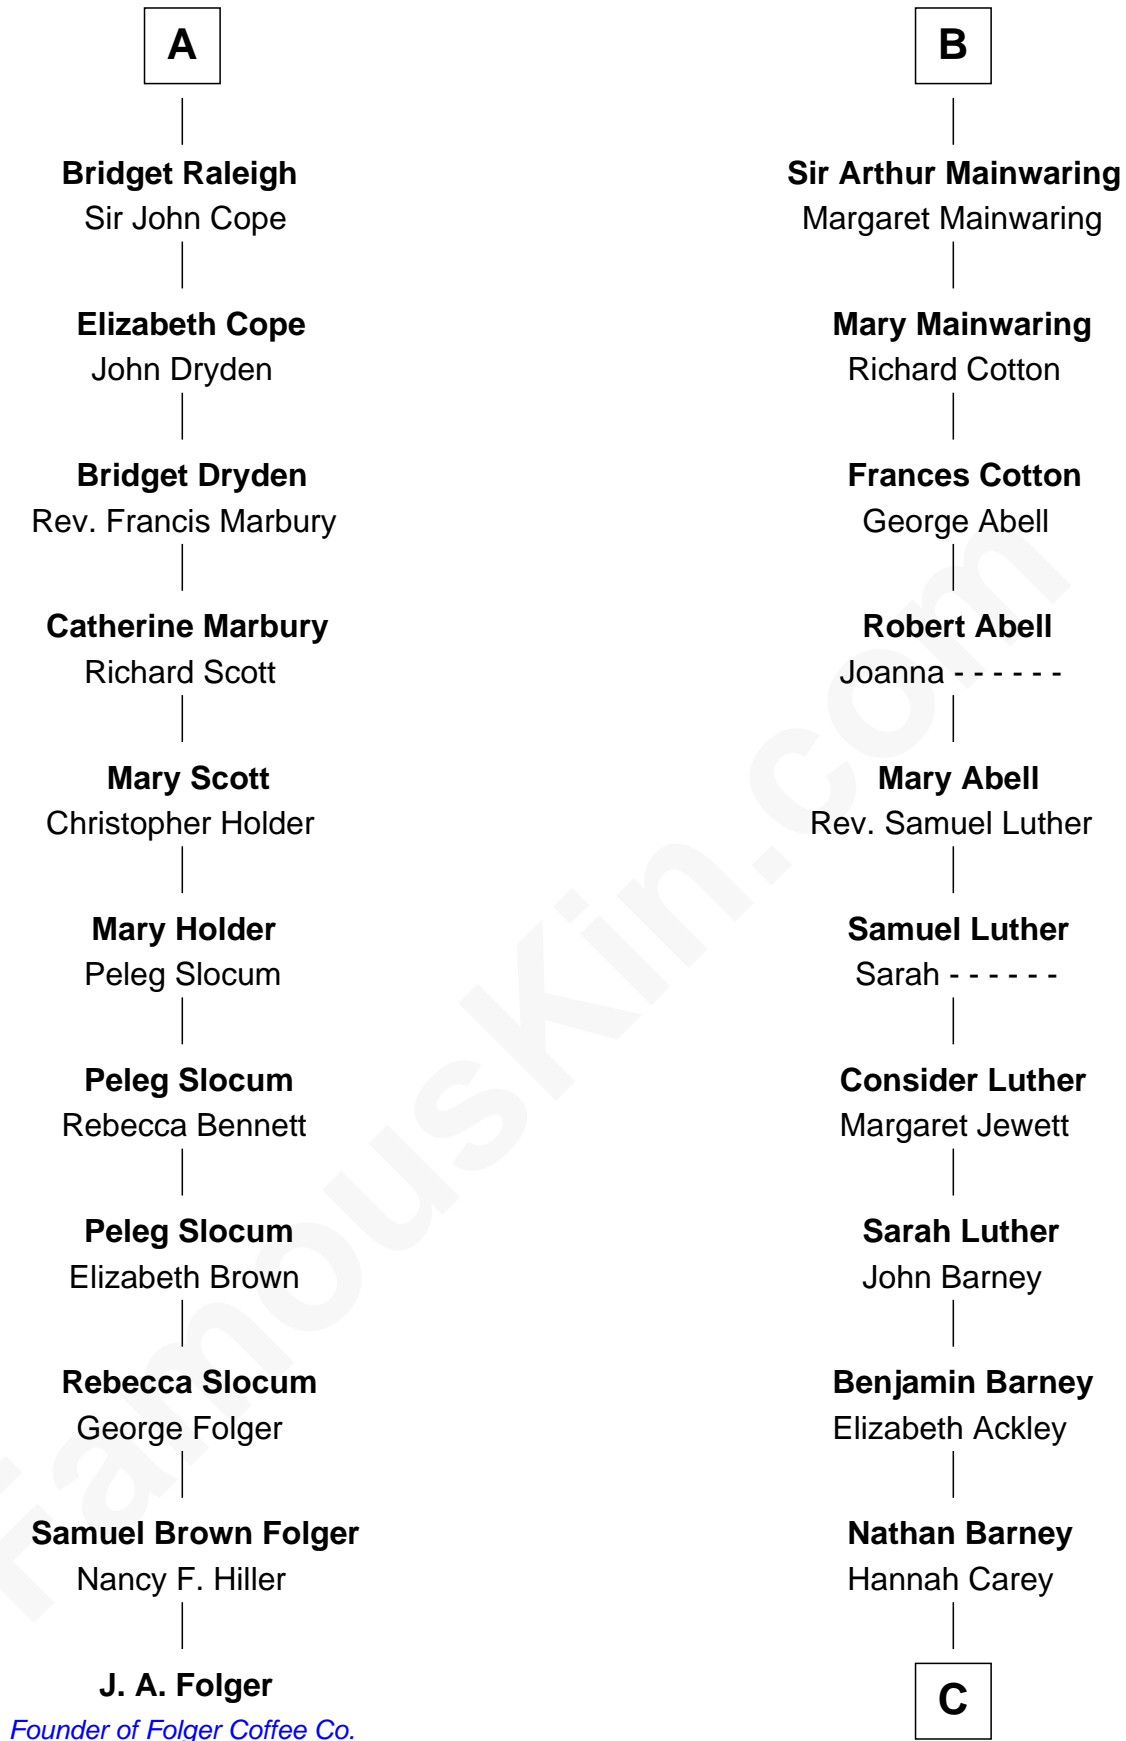 A
Bridget Raleigh
Sir John Cope
Elizabeth Cope
John Dryden
Bridget Dryden
Rev. Francis Marbury
Catherine Marbury
Richard Scott
Mary Scott
Christopher Holder
Mary Holder
Peleg Slocum
Peleg Slocum
Rebecca Bennett
Peleg Slocum
Elizabeth Brown
Rebecca Slocum
George Folger
Samuel Brown Folger
Nancy F. Hiller
J. A. Folger
Founder of Folger Coffee Co.
B
Sir Arthur Mainwaring
Margaret Mainwaring
Mary Mainwaring
Richard Cotton
Frances Cotton
George Abell
Robert Abell
Joanna - - - - - -
Mary Abell
Rev. Samuel Luther
Samuel Luther
Sarah - - - - - -
Consider Luther
Margaret Jewett
Sarah Luther
John Barney
Benjamin Barney
Elizabeth Ackley
Nathan Barney
Hannah Carey
C
FamousKin.com